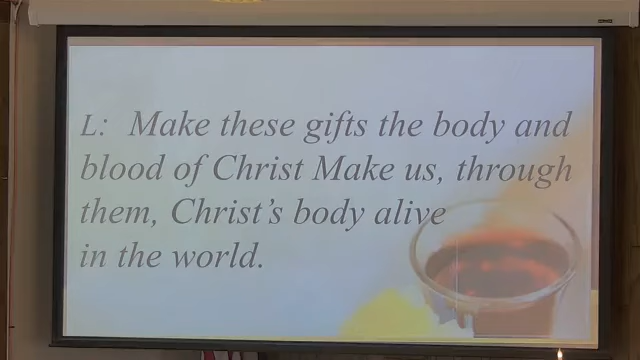 L: Make these gifts the body and
blood of Christ Make us, through
them, Christ's body alive
in the world.